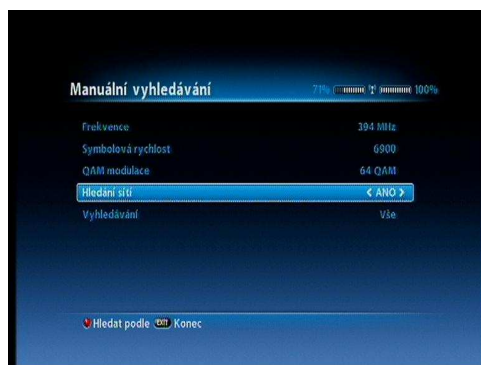 Manuální vyhledávání 71% 100%
Frekvence 394 MHz
Symbolová rychlost 6900
QAM modulace 64 QAM
Hledání sítí < ANO >
Vyhledávání Vše
Hledat podle EXIT Konec